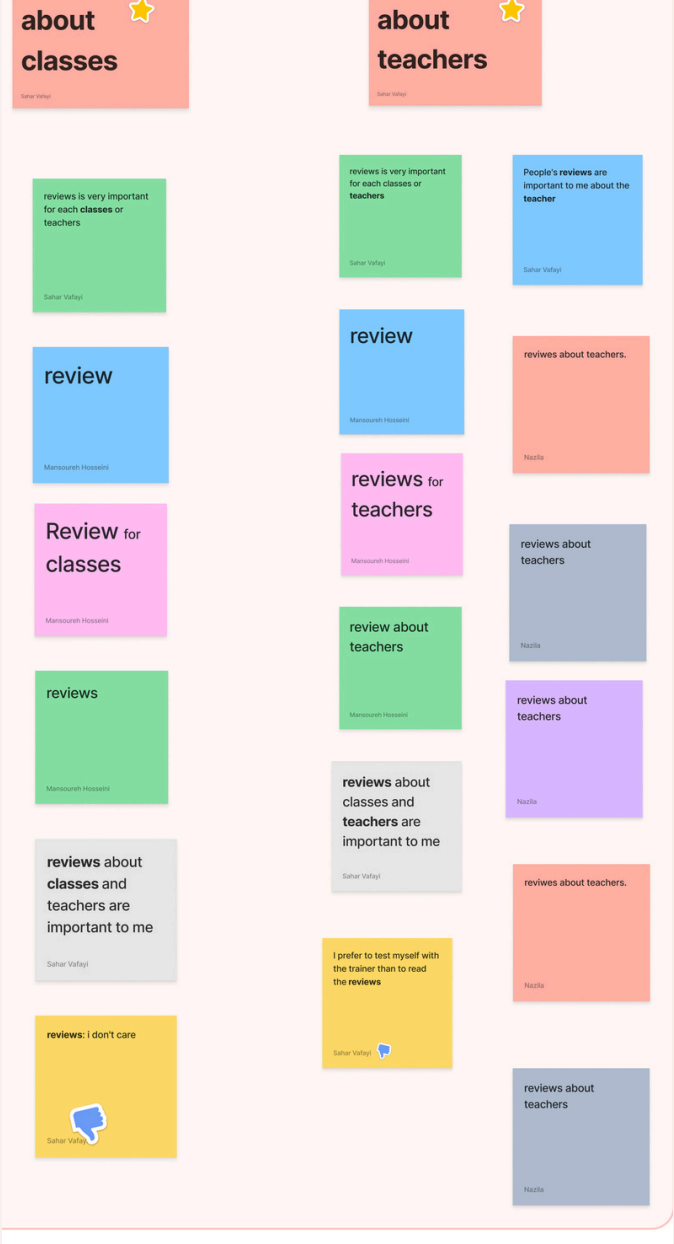 about
classes
Sahar Vafayi
about
teachers
Sahar Vafayi
reviews is very important
for each classes or
teachers
Sahar Vafayi
review
Mansoureh Hosseini
Review for
classes
Mansoureh Hosseini
reviews
Mansoureh Hosseini
reviews about
classes and
teachers are
important to me
Sahar Vafayi
reviews: i don't care
Sahar Vafayi
reviews is very important
for each classes or
teachers
Sahar Vafayi
review
Mansoureh Hosseini
reviews for
teachers
Mansoureh Hosseini
review about
teachers
Mansoureh Hosseini
reviews about
classes and
teachers are
important to me
Sahar Vafayi
I prefer to test myself with
the trainer than to read
the reviews
Sahar Vafayi
People's reviews are
important to me about the
teacher
Sahar Vafayi
reviwes about teachers.
Nazila
reviews about
teachers
Nazila
reviews about
teachers
Nazila
reviwes about teachers.
Nazila
reviews about
teachers
Nazila